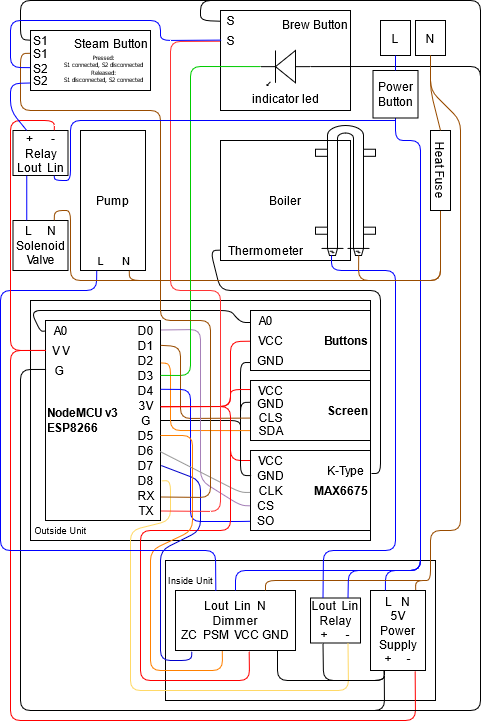 S1 Steam Button
S1
S2
S2
Pressed:
S1 connected, S2 disconnected
Released:
S1 disconnected, S2 connected
S Brew Button
S
indicator led
L N
Power
Button
Heat Fuse
+ -
Relay
Lout Lin
L N
Solenoid
Valve
Pump
L N
Boiler
Thermometer
A0
VV
G
NodeMCU v3
ESP8266
D0
D1
D2
D3
D4
3V
G
D5
D6
D7
D8
RX
TX
Outside Unit
A0
VCC Buttons
GND
VCC
GND
CLS Screen
SDA
VCC
GND K-Type
CLK MAX6675
CS
SO
Inside Unit
Lout Lin N
Dimmer
ZC PSM VCC GND
Lout Lin
Relay
+ -
L N
5V
Power
Supply
+ -